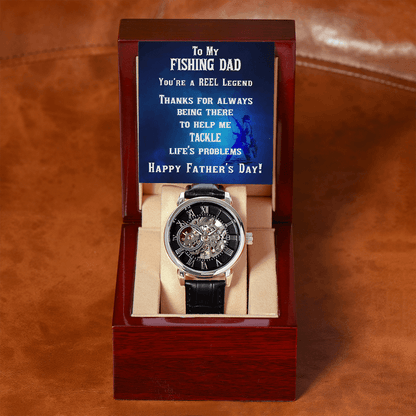 To My
FISHING DAD
You're a REEL Legend
Thanks for always
being there
to help me
TACKLE
life's problems
Happy Father's Day!